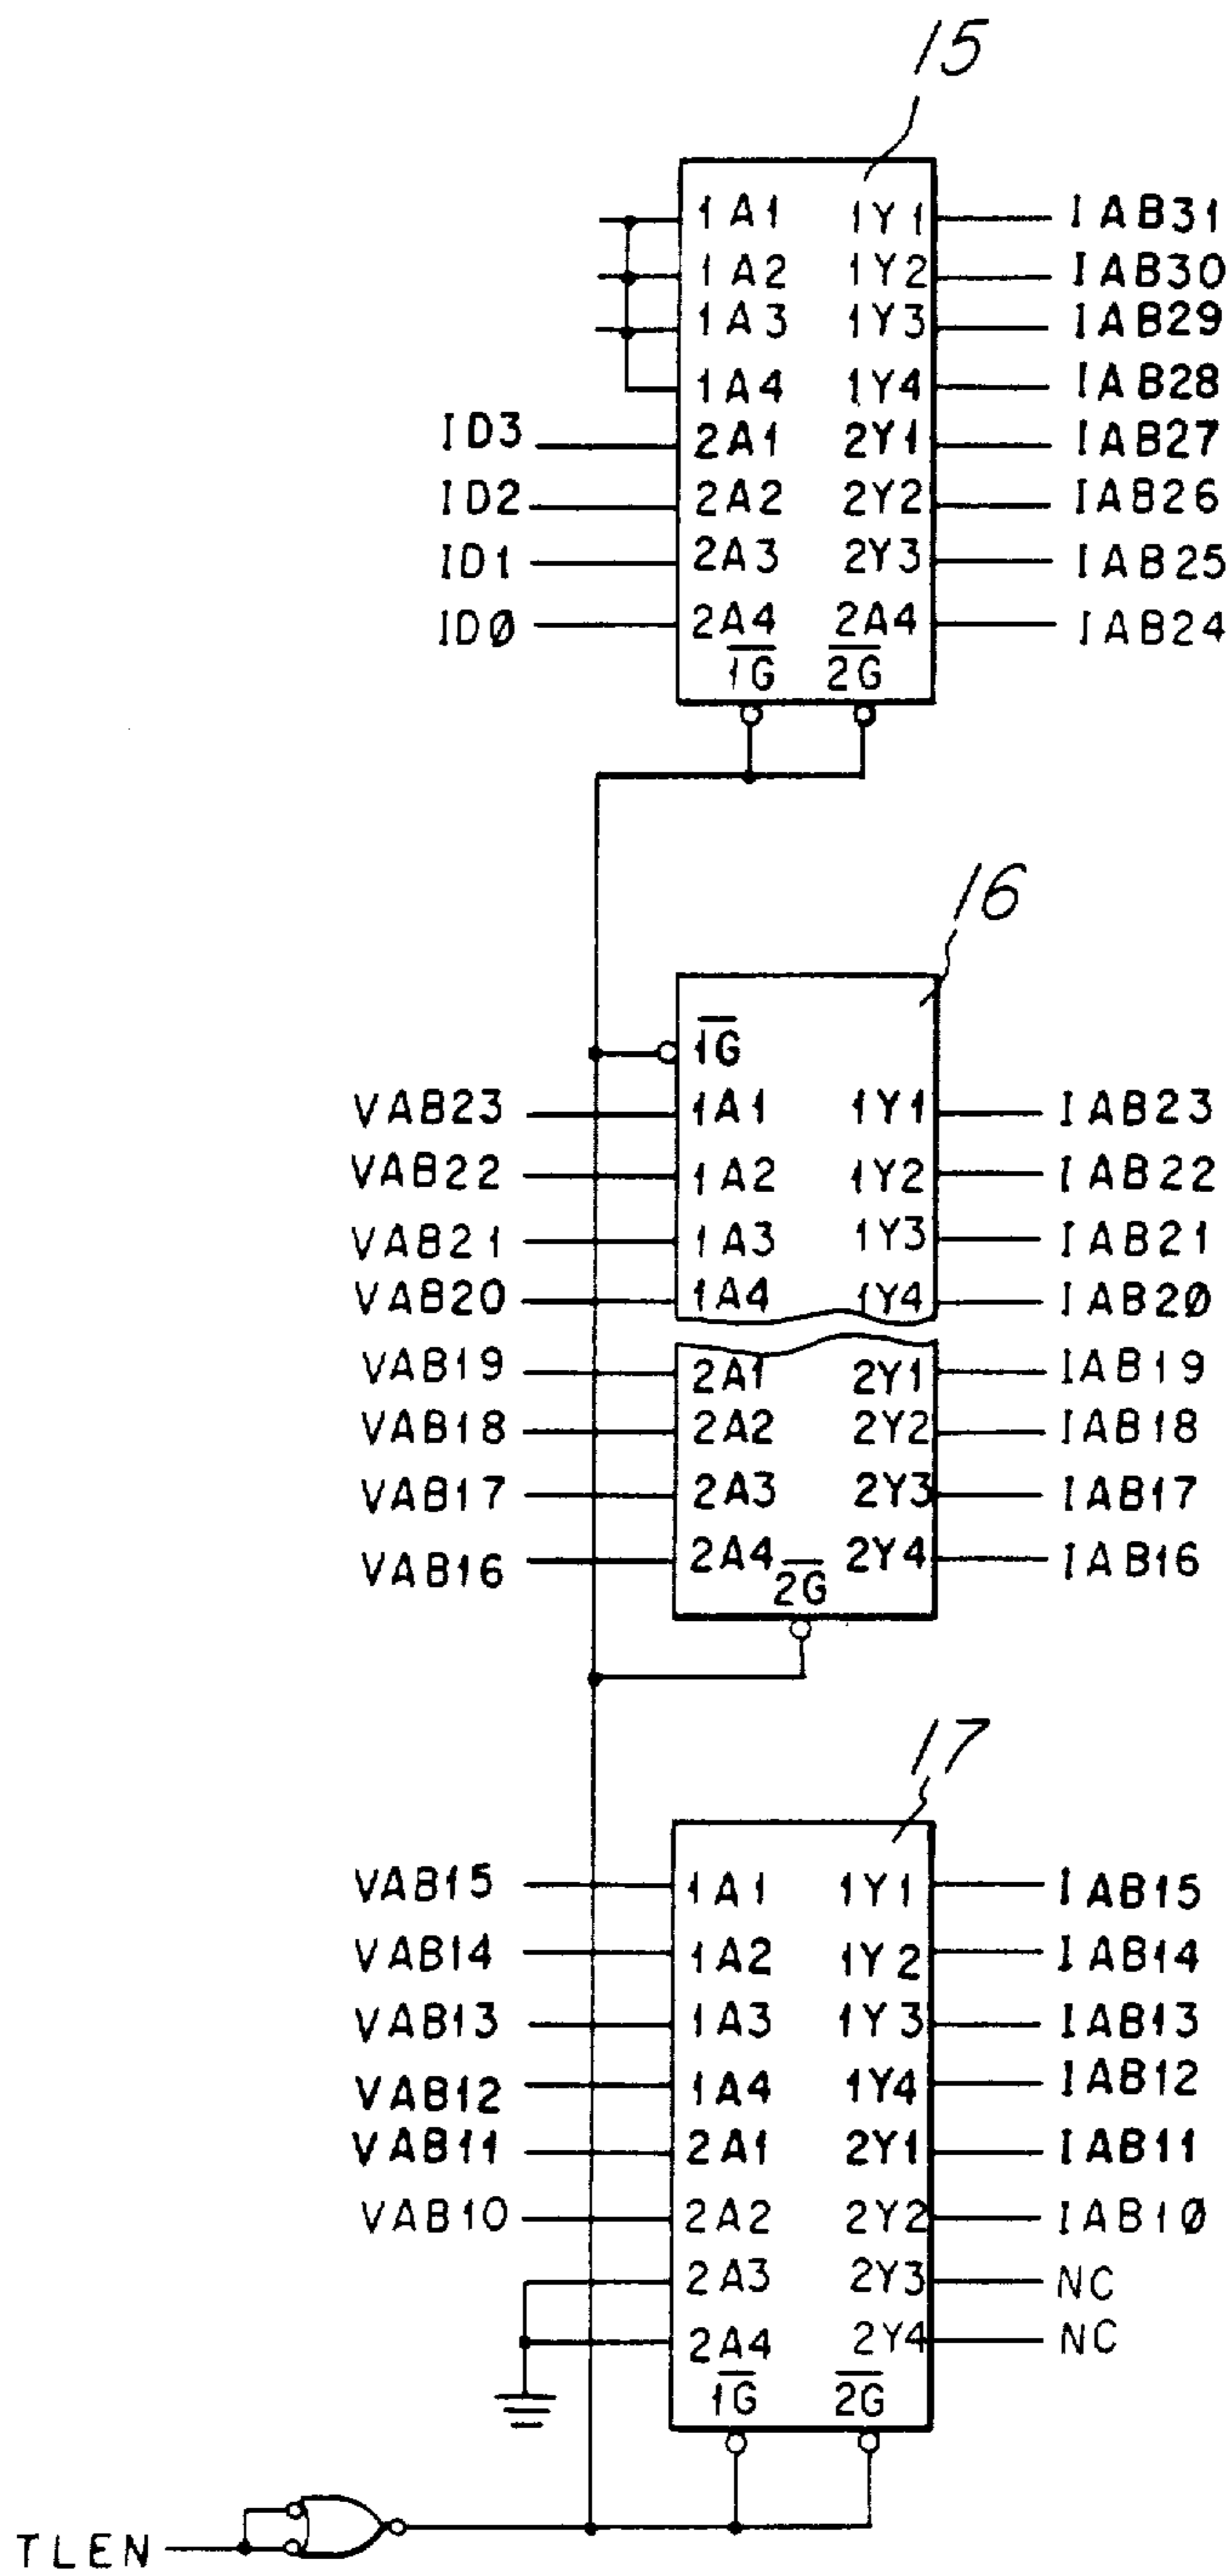 15
1A1 1Y1 IAB31
1A2 1Y2 IAB30
1A3 1Y3 IAB29
1A4 1Y4 IAB28
ID3 2A1 2Y1 IAB27
ID2 2A2 2Y2 IAB26
ID1 2A3 2Y3 IAB25
IDØ 2A4 2A4 IAB24
1G 2G
16
1G
VAB23 1A1 1Y1 IAB23
VAB22 1A2 1Y2 IAB22
VAB21 1A3 1Y3 IAB21
VAB20 1A4 1Y4 IAB2Ø
VAB19 2A1 2Y1 IAB19
VAB18 2A2 2Y2 IAB18
VAB17 2A3 2Y3 IAB17
VAB16 2A4 2Y4 IAB16
2G
17
VAB15 1A1 1Y1 IAB15
VAB14 1A2 1Y2 IAB14
VAB13 1A3 1Y3 IAB13
VAB12 1A4 1Y4 IAB12
VAB11 2A1 2Y1 IAB11
VAB10 2A2 2Y2 IAB1Ø
2A3 2Y3 NC
2A4 2Y4 NC
1G 2G
TLEN